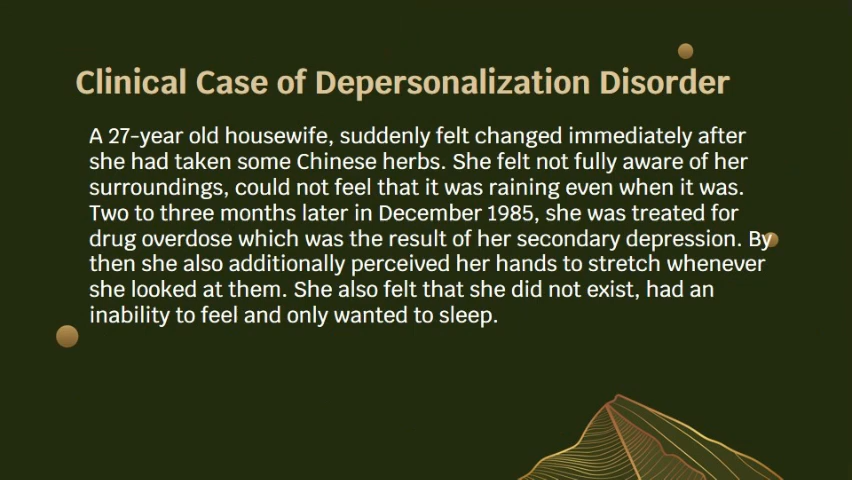 Clinical Case of Depersonalization Disorder
A 27-year old housewife, suddenly felt changed immediately after
she had taken some Chinese herbs. She felt not fully aware of her
surroundings, could not feel that it was raining even when it was.
Two to three months later in December 1985, she was treated for
drug overdose which was the result of her secondary depression. By
then she also additionally perceived her hands to stretch whenever
she looked at them. She also felt that she did not exist, had an
inability to feel and only wanted to sleep.